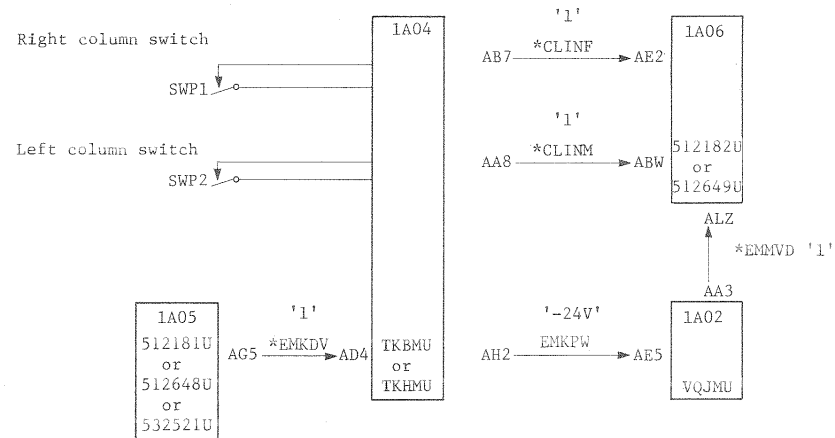 '1'
1A04
1A06
Right column switch
AB7
*CLINF
AE2
SWP1
'1'
Left column switch
AA8
*CLINM
ABW
512182U
or
512649U
SWP2
ALZ
*EMMVD '1'
AA3
1A05
'1'
'-24V'
1A02
512181U
or
512648U
or
532521U
AG5
*EMKDV
AD4
TKBMU
or
TKHMU
AH2
EMKPW
AE5
VQJMU